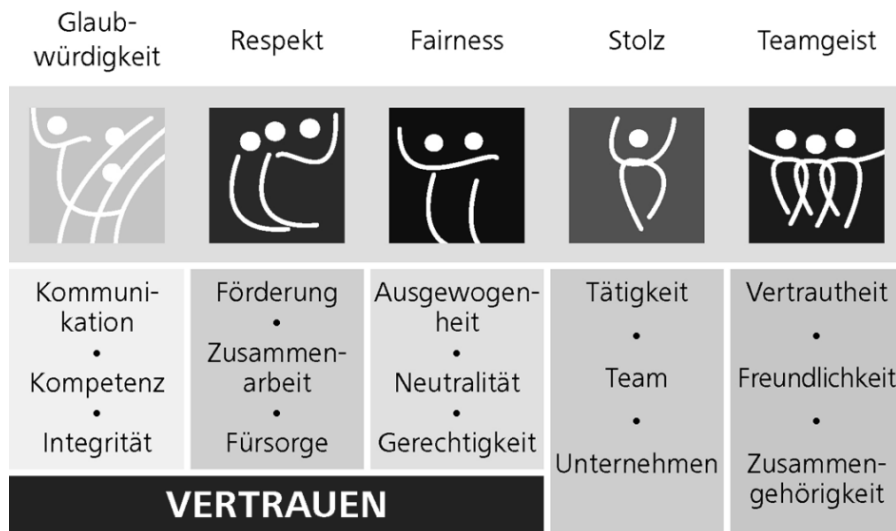 Glaub-
würdigkeit
Respekt
Fairness
Stolz
Teamgeist
Kommuni-
kation
•
Kompetenz
•
Integrität
Förderung
•
Zusammen-
arbeit
•
Fürsorge
Ausgewogen-
heit
•
Neutralität
•
Gerechtigkeit
Tätigkeit
•
Team
•
Unternehmen
Vertrautheit
•
Freundlichkeit
•
Zusammen-
gehörigkeit
VERTRAUEN